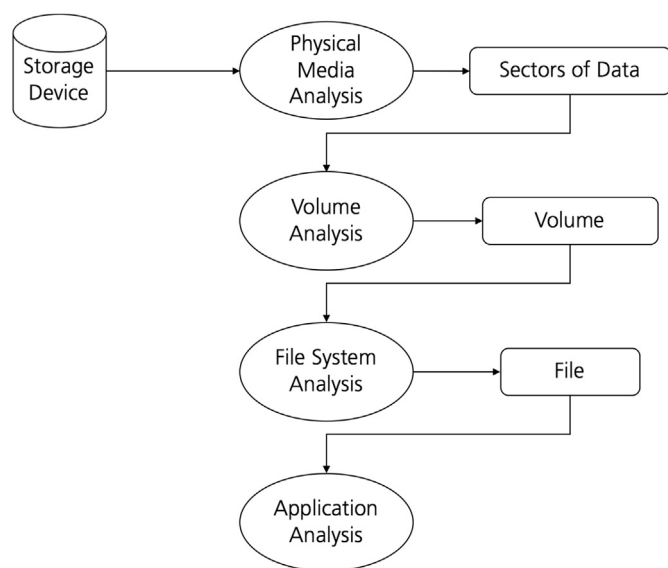 Storage
Device
Physical
Media
Analysis
Sectors of Data
Volume
Analysis
Volume
File System
Analysis
File
Application
Analysis